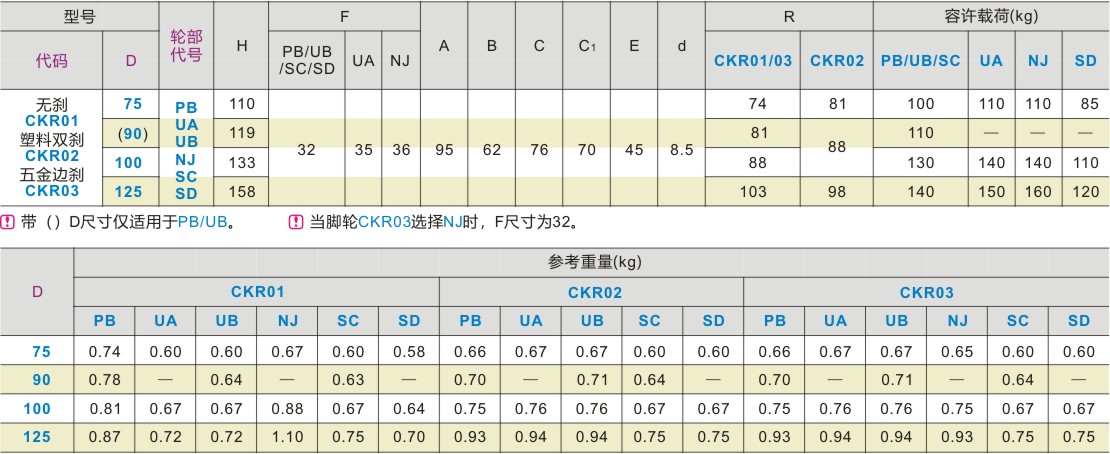 型号 轮部代号 H F A B C C1 E d R 容许载荷(kg)
代码 D PB/UB/SC/SD UA NJ CKR01/03 CKR02 PB/UB/SC UA NJ SD
无刹 CKR01 塑料双刹 CKR02 五金边刹 CKR03
PB UA UB NJ SC SD
75 110 74 81 100 110 110 85
(90) 119 81 110 — — —
32 35 36 95 62 76 70 45 8.5 88
100 133 88 130 140 140 110
125 158 103 98 140 150 160 120
带()D尺寸仅适用于PB/UB。 当脚轮CKR03选择NJ时，F尺寸为32。
D 参考重量(kg)
CKR01 CKR02 CKR03
PB UA UB NJ SC SD PB UA UB SC SD PB UA UB NJ SC SD
75 0.74 0.60 0.60 0.67 0.60 0.58 0.66 0.67 0.67 0.60 0.60 0.66 0.67 0.67 0.65 0.60 0.60
90 0.78 — 0.64 — 0.63 — 0.70 — 0.71 0.64 — 0.70 — 0.71 — 0.64 —
100 0.81 0.67 0.67 0.88 0.67 0.64 0.75 0.76 0.76 0.67 0.67 0.75 0.76 0.76 0.75 0.67 0.67
125 0.87 0.72 0.72 1.10 0.75 0.70 0.93 0.94 0.94 0.75 0.75 0.93 0.94 0.94 0.93 0.75 0.75